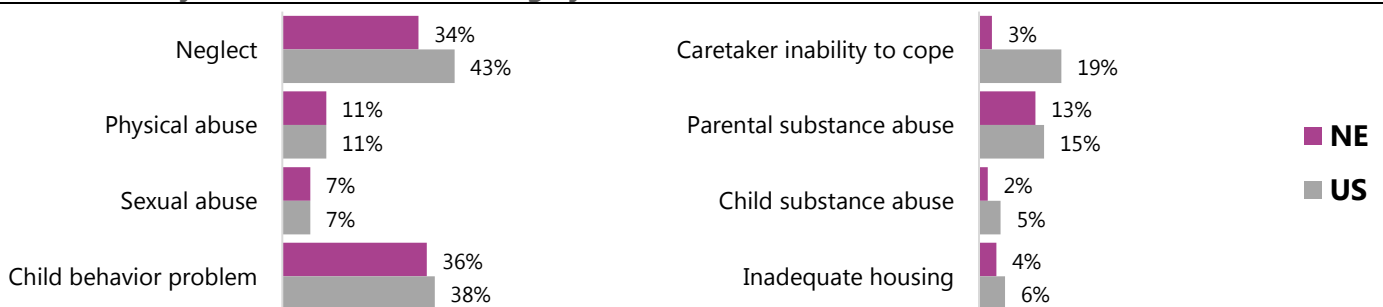 Neglect
34%
43%
Physical abuse
11%
11%
Sexual abuse
7%
7%
Child behavior problem
36%
38%
Caretaker inability to cope
3%
19%
Parental substance abuse
13%
15%
Child substance abuse
2%
5%
Inadequate housing
4%
6%
NE
US